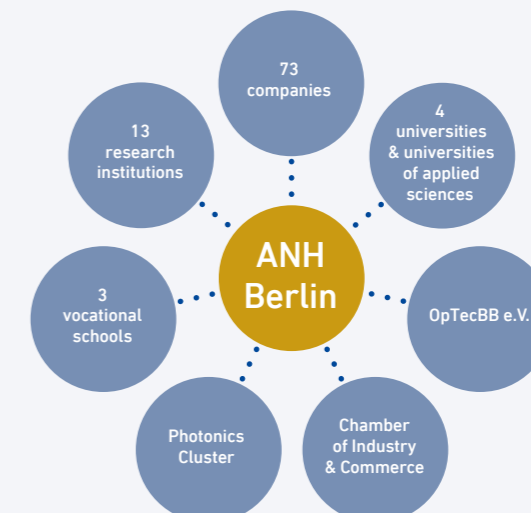 73
companies
4
universities
& universities
of applied
sciences
13
research
institutions
ANH
Berlin
3
vocational
schools
OpTecBB e.V.
Photonics
Cluster
Chamber
of Industry
& Commerce